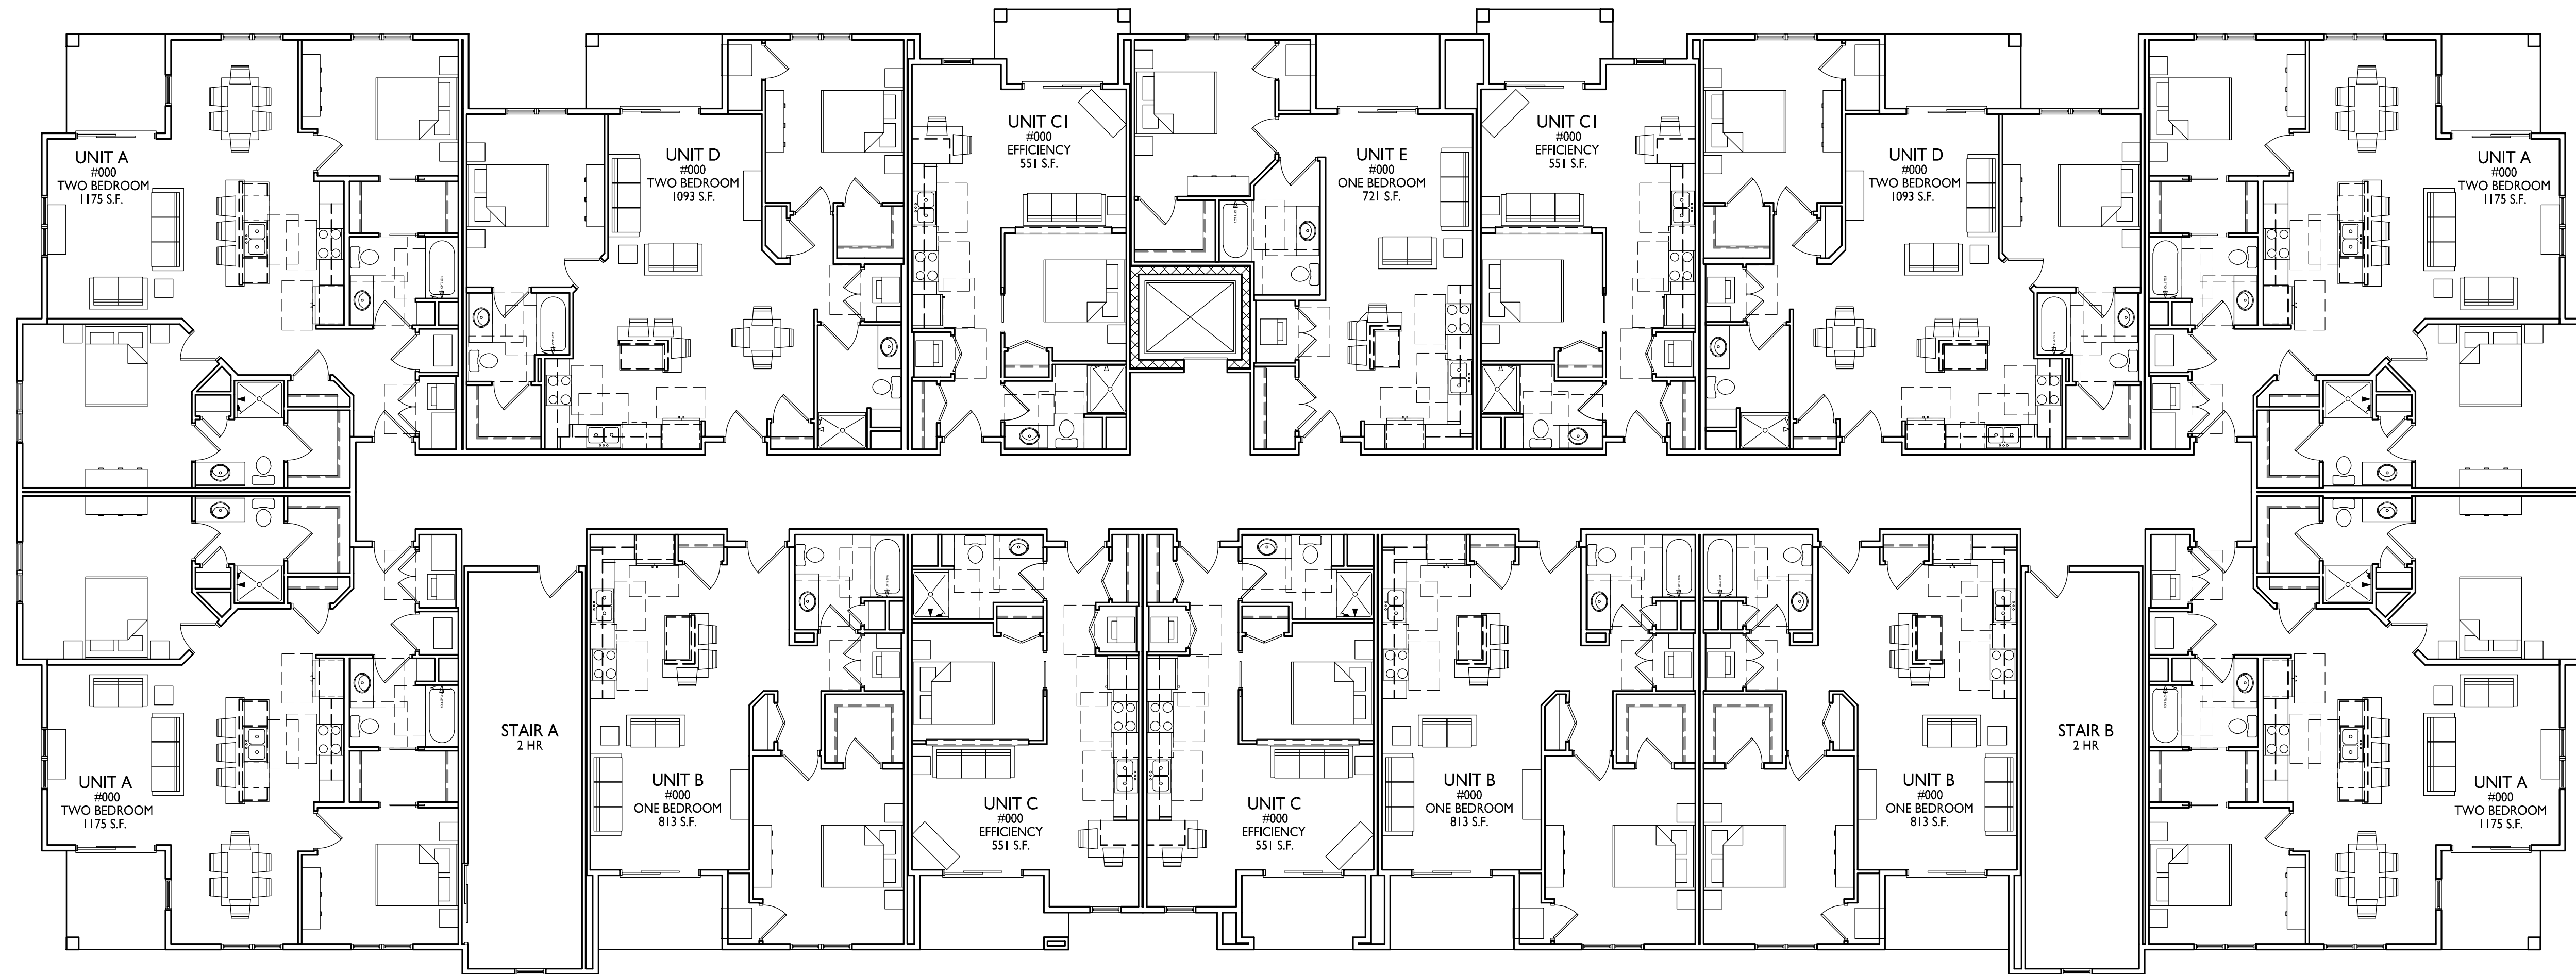 UNIT A
#000
TWO BEDROOM
1175 S.F.
UNIT D
#000
TWO BEDROOM
1093 S.F.
UNIT C1
#000
EFFICIENCY
551 S.F.
UNIT E
#000
ONE BEDROOM
721 S.F.
UNIT C1
#000
EFFICIENCY
551 S.F.
UNIT D
#000
TWO BEDROOM
1093 S.F.
UNIT A
#000
TWO BEDROOM
1175 S.F.
UNIT A
#000
TWO BEDROOM
1175 S.F.
STAIR A
2 HR
UNIT B
#000
ONE BEDROOM
813 S.F.
UNIT C
#000
EFFICIENCY
551 S.F.
UNIT C
#000
EFFICIENCY
551 S.F.
UNIT B
#000
ONE BEDROOM
813 S.F.
UNIT B
#000
ONE BEDROOM
813 S.F.
STAIR B
2 HR
UNIT A
#000
TWO BEDROOM
1175 S.F.